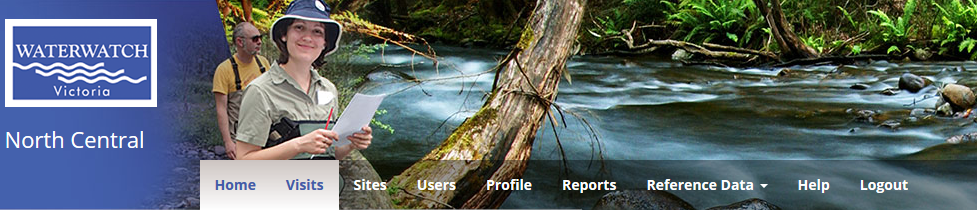 WATERWATCH
Victoria
North Central
Home Visits Sites Users Profile Reports Reference Data Help Logout